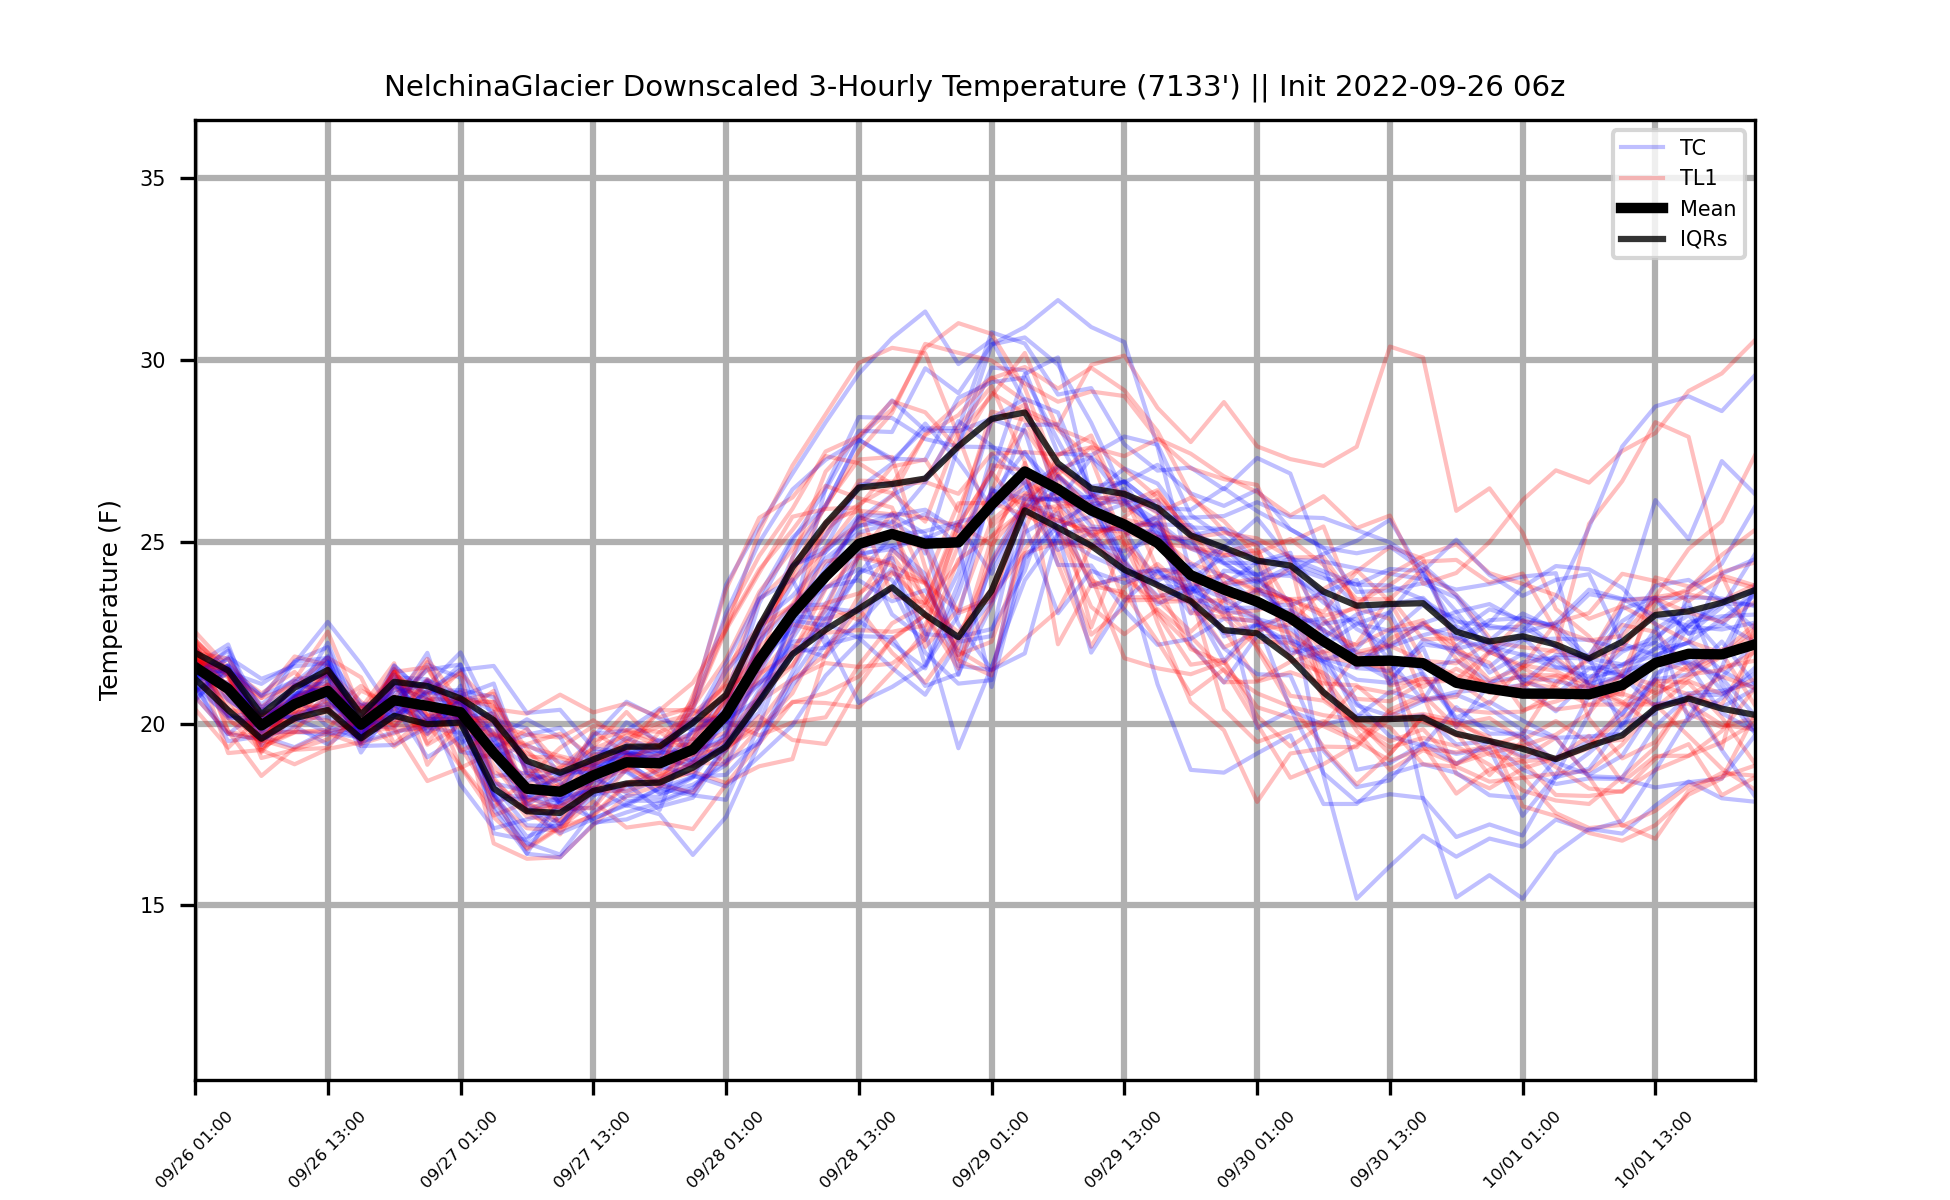 NelchinaGlacier Downscaled 3-Hourly Temperature (7133') || Init 2022-09-26 06z
TC
TL1
Mean
IQRs
Temperature (F)
35
30
25
20
15
09/26 01:00
09/26 13:00
09/27 01:00
09/27 13:00
09/28 01:00
09/28 13:00
09/29 01:00
09/29 13:00
09/30 01:00
09/30 13:00
10/01 01:00
10/01 13:00